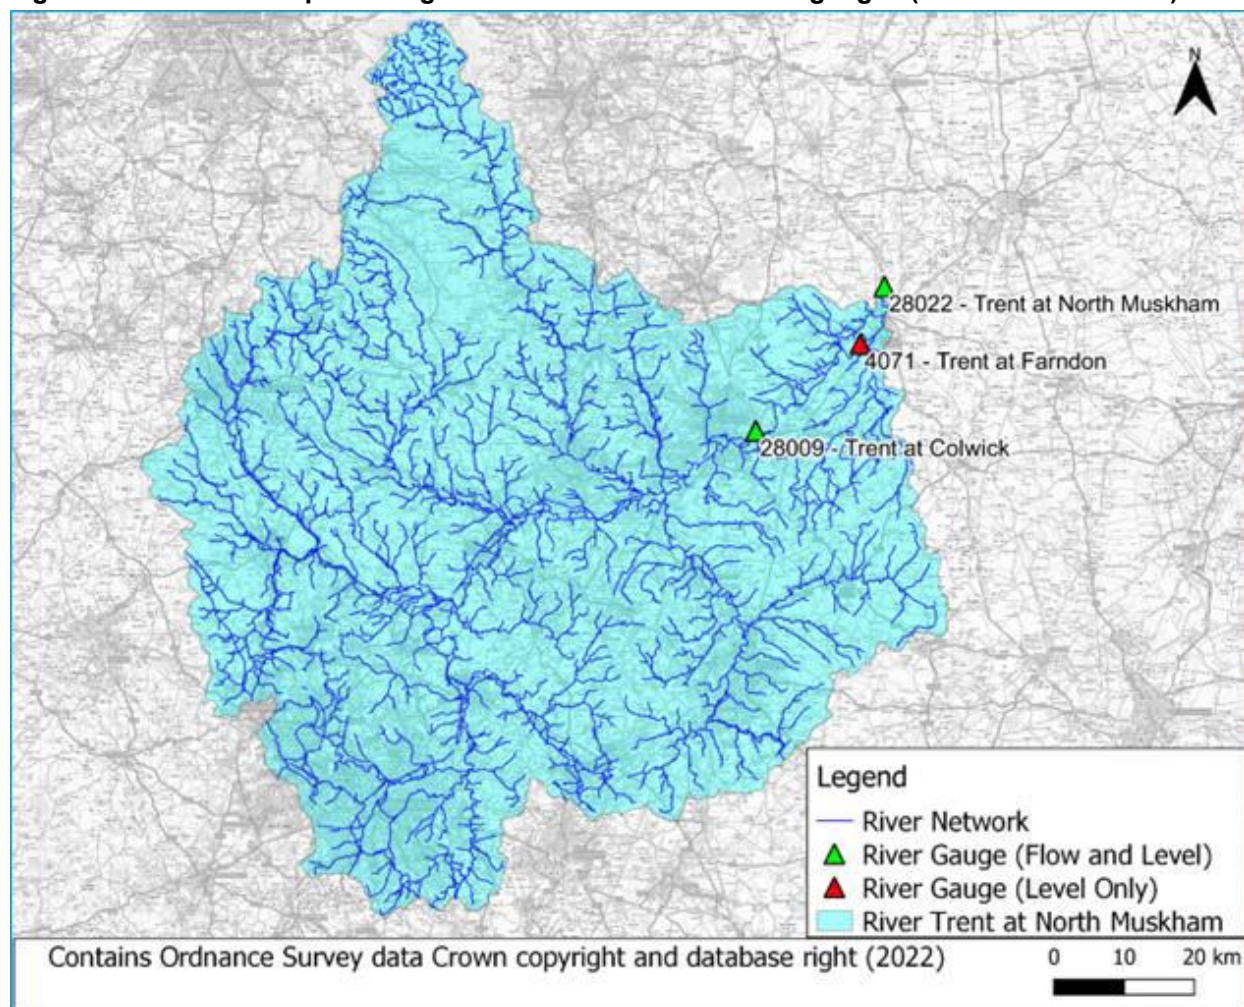 N
28022 - Trent at North Muskham
4071 - Trent at Farndon
28009 - Trent at Colwick
Legend
River Network
River Gauge (Flow and Level)
River Gauge (Level Only)
River Trent at North Muskham
Contains Ordnance Survey data Crown copyright and database right (2022)
0 10 20 km